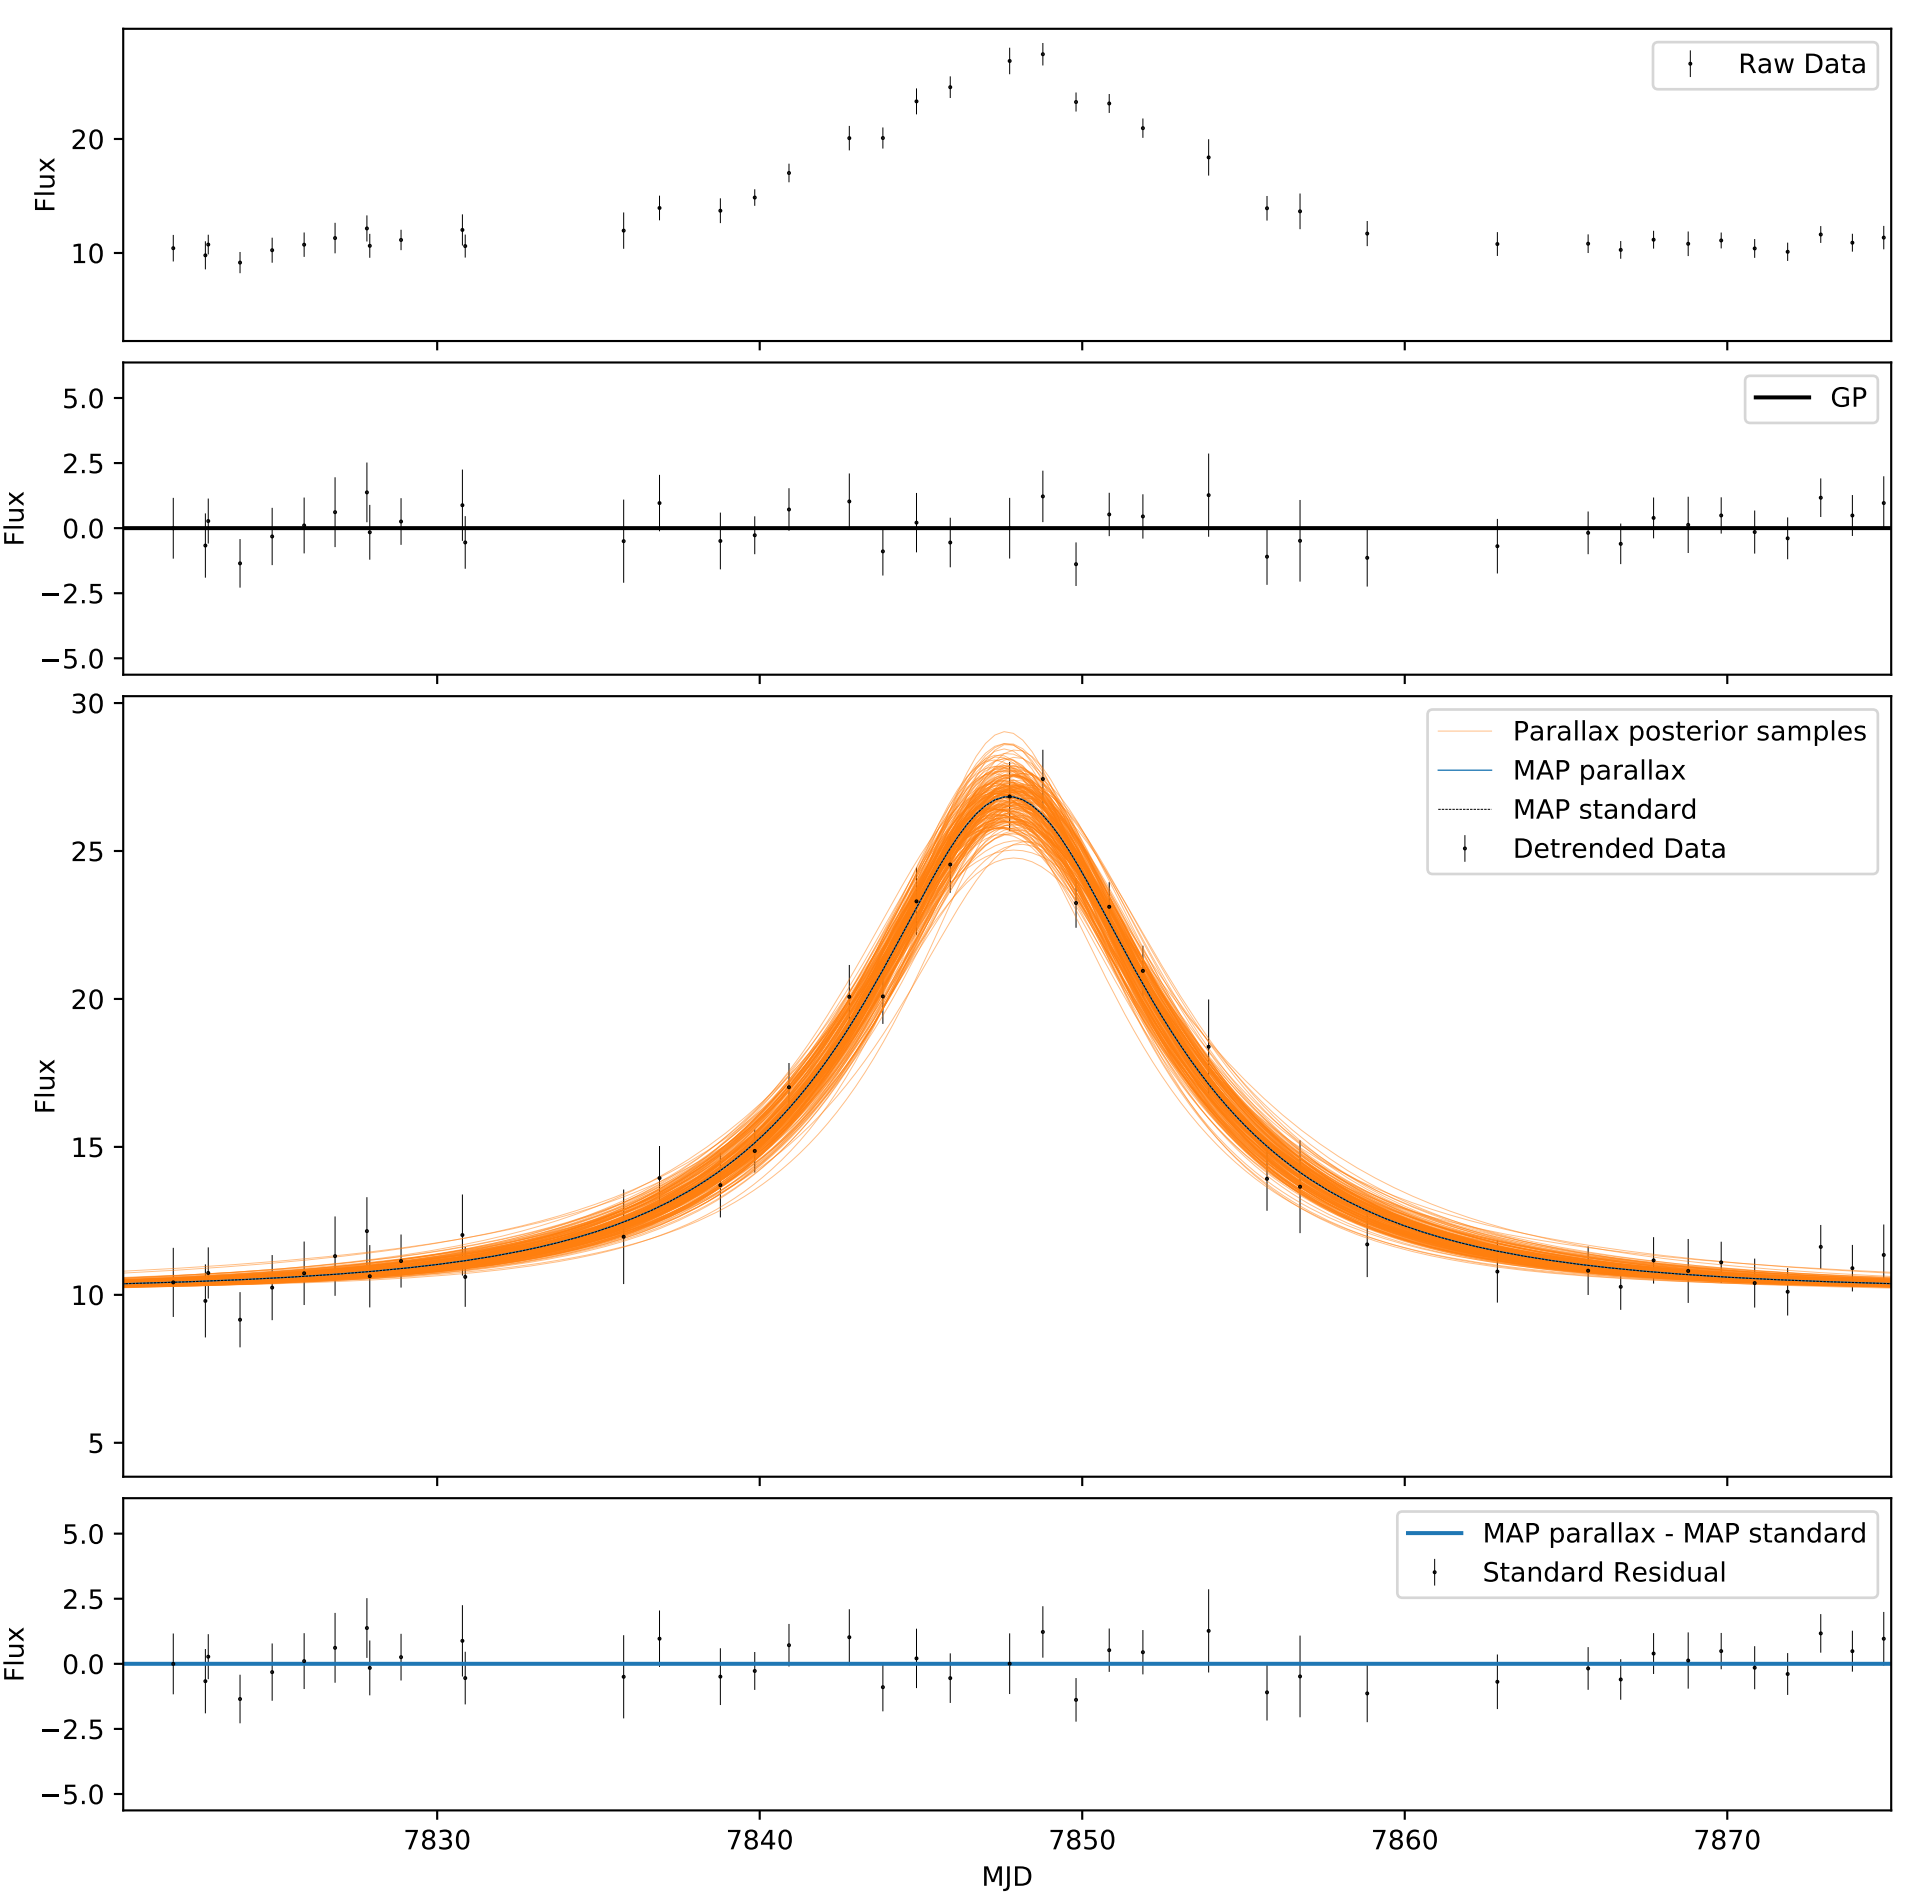 Raw Data
20
10
Flux
GP
5.0
2.5
0.0
−2.5
−5.0
Flux
Parallax posterior samples
MAP parallax
MAP standard
Detrended Data
30
25
20
15
10
5
Flux
MAP parallax - MAP standard
Standard Residual
5.0
2.5
0.0
−2.5
−5.0
Flux
7830 7840 7850 7860 7870
MJD